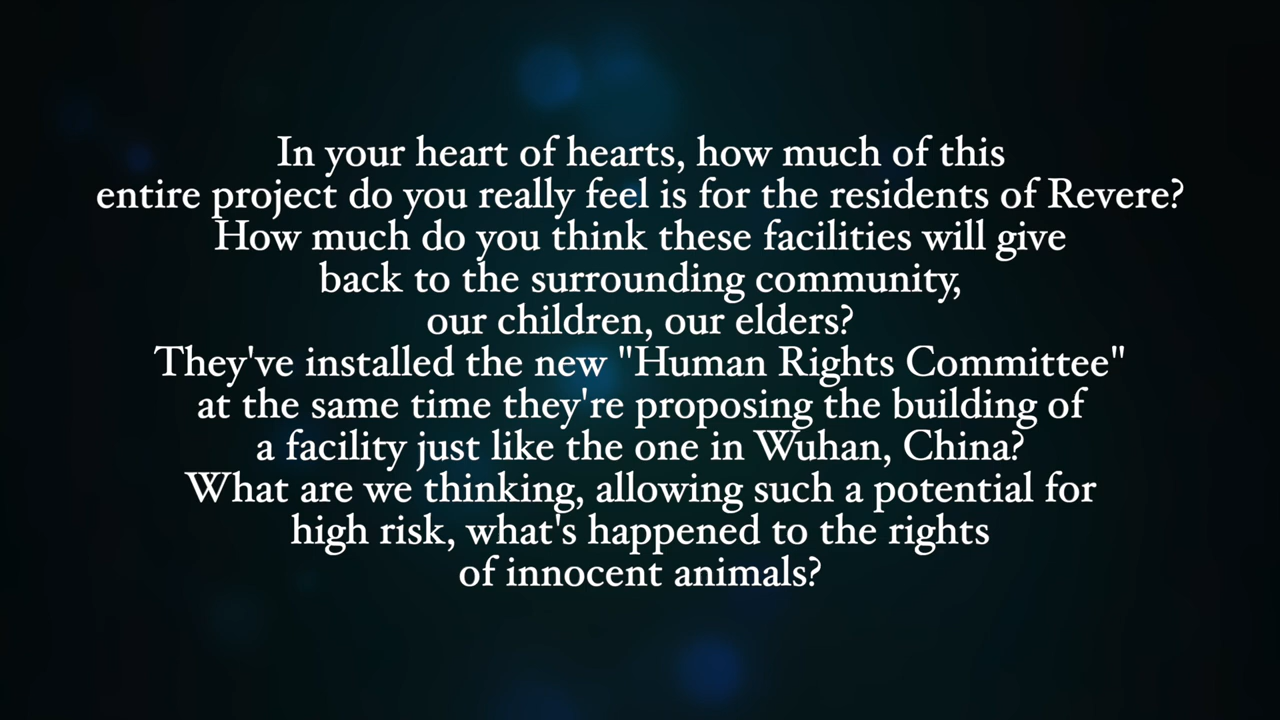 In your heart of hearts, how much of this
entire project do you really feel is for the residents of Revere?
How much do you think these facilities will give
back to the surrounding community,
our children, our elders?
They've installed the new "Human Rights Committee"
at the same time they're proposing the building of
a facility just like the one in Wuhan, China?
What are we thinking, allowing such a potential for
high risk, what's happened to the rights
of innocent animals?